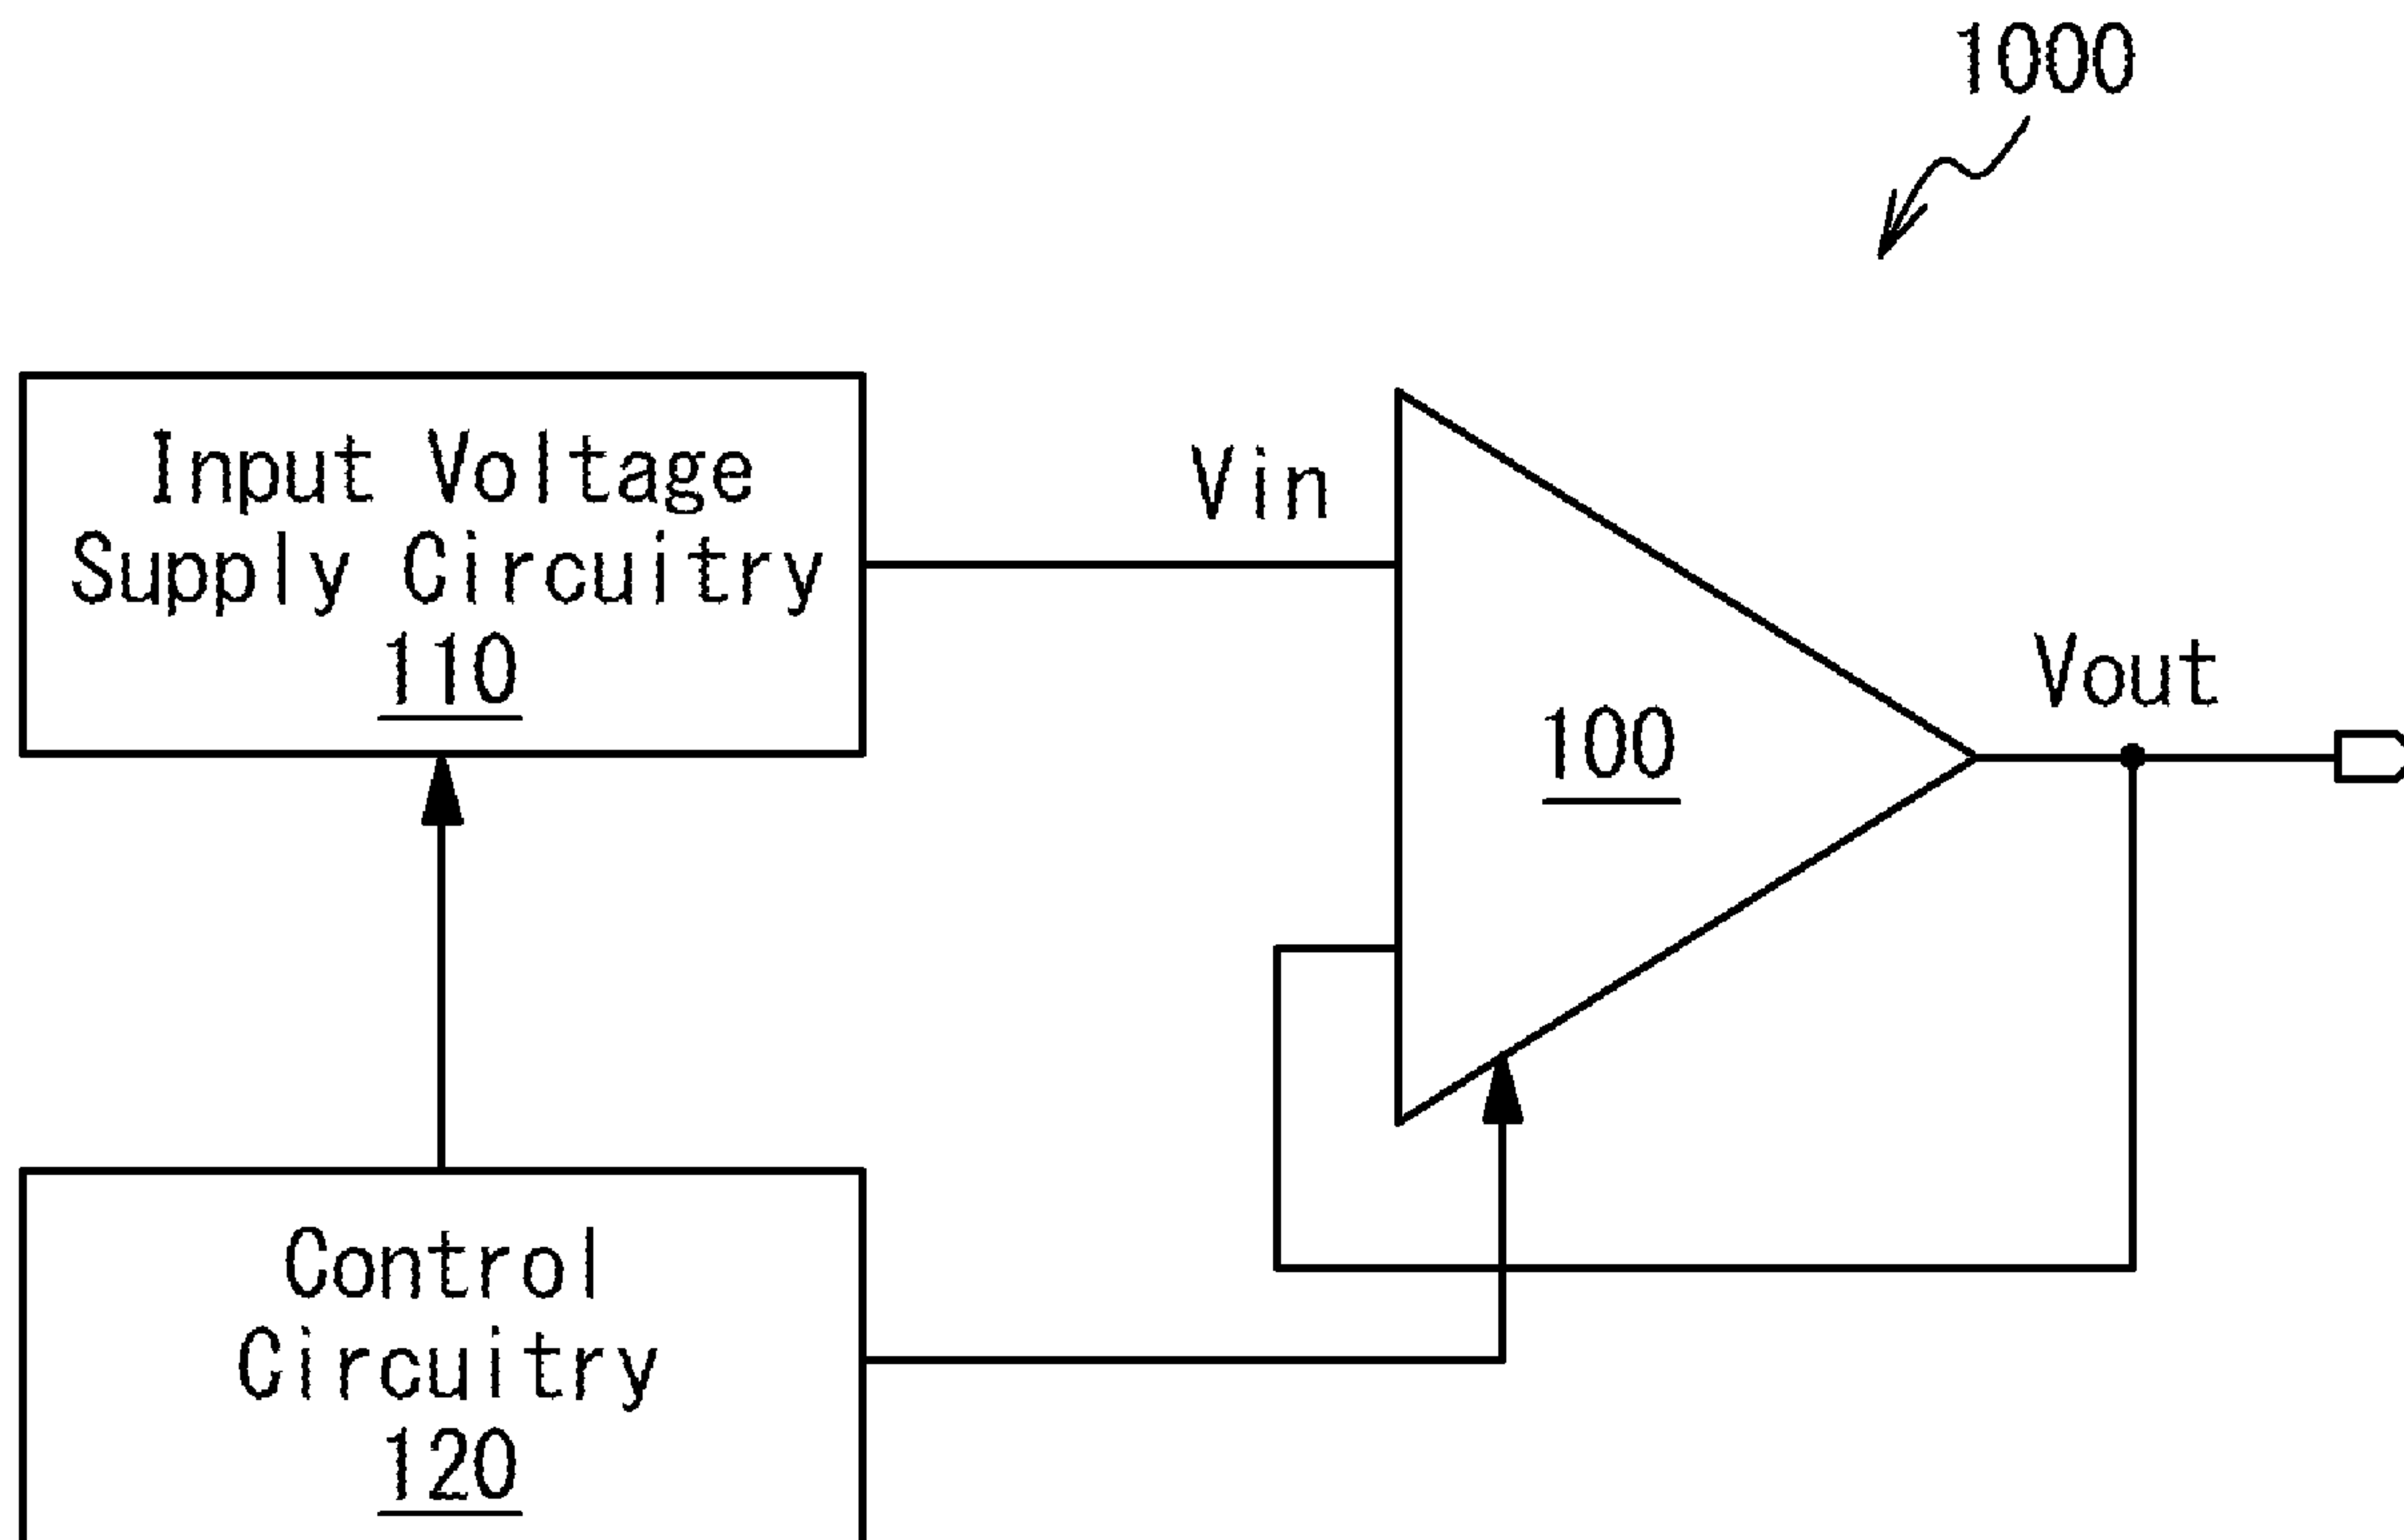 1000
Input Voltage
Supply Circuitry
110
Vin
100
Vout
Control
Circuitry
120